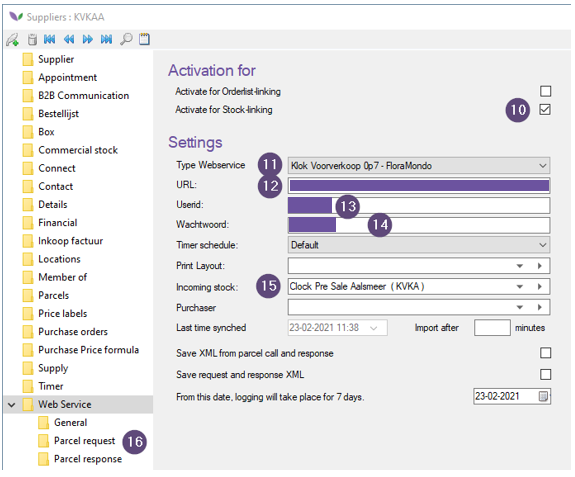 Suppliers : KVKAA
Supplier
Appointment
B2B Communication
Bestellijst
Box
Commercial stock
Connect
Contact
Details
Financial
Inkoop factuur
Locations
Member of
Parcels
Price labels
Purchase orders
Purchase Price formula
Supply
Timer
Web Service
General
Parcel request 16
Parcel response
Activation for
Activate for Orderlist-linking
Activate for Stock-linking 10
Settings
Type Webservice 11 Klok Voorverkoop 0p7 - FloraMondo
URL: 12
Userid: 13
Wachtwoord: 14
Timer schedule: Default
Print Layout:
Incoming stock: 15 Clock Pre Sale Aalsmeer ( KVKA )
Purchaser
Last time synched 23-02-2021 11:38 Import after minutes
Save XML from parcel call and response
Save request and response XML
From this date, logging will take place for 7 days. 23-02-2021